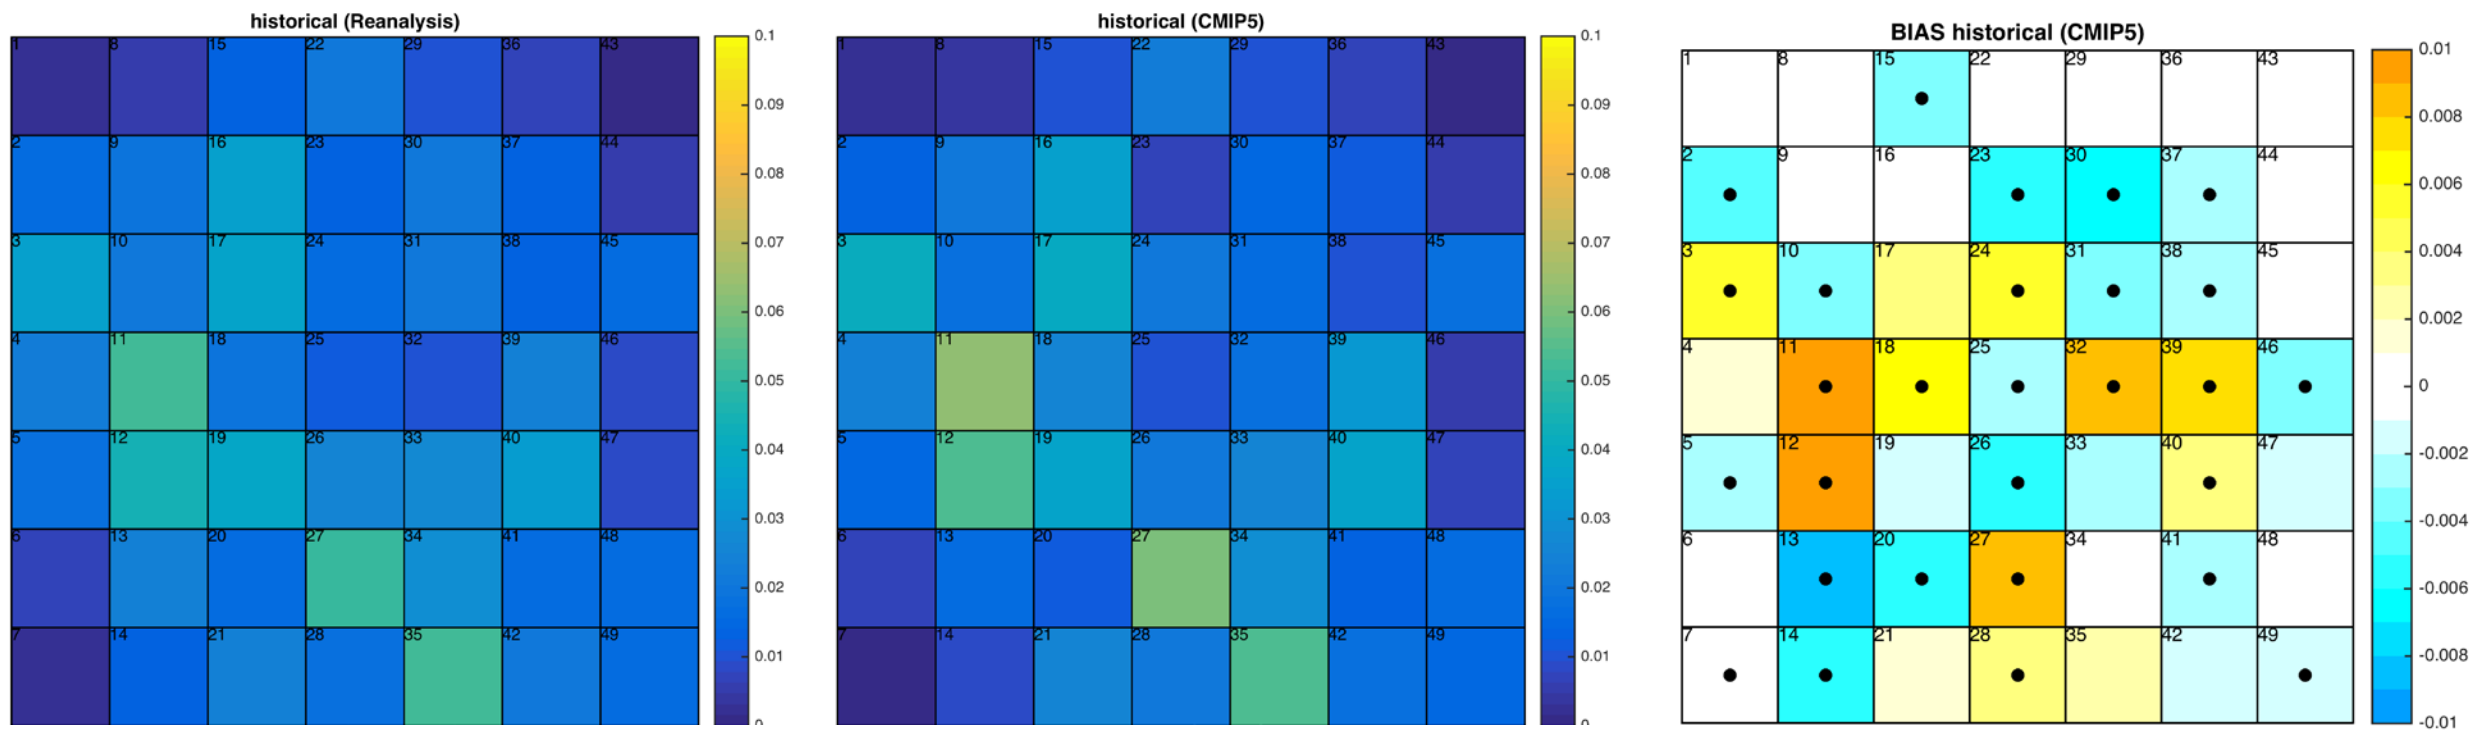 historical (Reanalysis)
1 8 15 22 29 36 43
2 9 16 23 30 37 44
3 10 17 24 31 38 45
4 11 18 25 32 39 46
5 12 19 26 33 40 47
6 13 20 27 34 41 48
7 14 21 28 35 42 49
0.1
0.09
0.08
0.07
0.06
0.05
0.04
0.03
0.02
0.01
0
historical (CMIP5)
1 8 15 22 29 36 43
2 9 16 23 30 37 44
3 10 17 24 31 38 45
4 11 18 25 32 39 46
5 12 19 26 33 40 47
6 13 20 27 34 41 48
7 14 21 28 35 42 49
0.1
0.09
0.08
0.07
0.06
0.05
0.04
0.03
0.02
0.01
0
BIAS historical (CMIP5)
1 8 15 22 29 36 43
2 9 16 23 30 37 44
3 10 17 24 31 38 45
4 11 18 25 32 39 46
5 12 19 26 33 40 47
6 13 20 27 34 41 48
7 14 21 28 35 42 49
0.01
0.008
0.006
0.004
0.002
0
-0.002
-0.004
-0.006
-0.008
-0.01